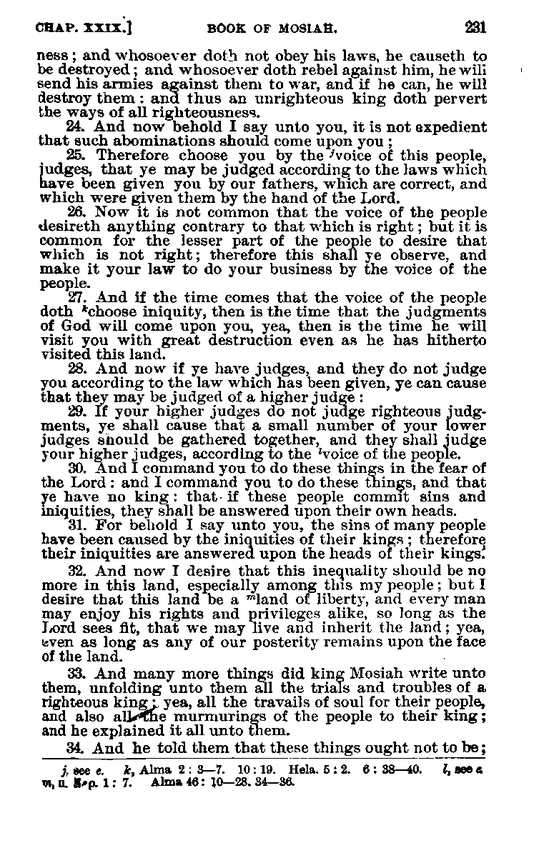 CHAP. XXIX.] BOOK OF MOSIAH. 231
ness; and whosoever doth not obey his laws, he causeth to
be destroyed; and whosoever doth rebel against him, he will
send his armies against them to war, and if he can, he will
destroy them: and thus an unrighteous king doth pervert
the ways of all righteousness.
24. And now behold I say unto you, it is not expedient
that such abominations should come upon you;
25. Therefore choose you by the jvoice of this people,
judges, that ye may be judged according to the laws which
have been given you by our fathers, which are correct, and
which were given them by the hand of the Lord.
26. Now it is not common that the voice of the people
desireth anything contrary to that which is right; but it is
common for the lesser part of the people to desire that
which is not right; therefore this shall ye observe, and
make it your law to do your business by the voice of the
people.
27. And if the time comes that the voice of the people
doth kchoose iniquity, then is the time that the judgments
of God will come upon you, yea, then is the time he will
visit you with great destruction even as he has hitherto
visited this land.
28. And now if ye have judges, and they do not judge
you according to the law which has been given, ye can cause
that they may be judged of a higher judge:
29. If your higher judges do not judge righteous judg-
ments, ye shall cause that a small number of your lower
judges should be gathered together, and they shall judge
your higher judges, according to the lvoice of the people.
30. And I command you to do these things in the fear of
the Lord: and I command you to do these things, and that
ye have no king: that if these people commit sins and
iniquities, they shall be answered upon their own heads.
31. For behold I say unto you, the sins of many people
have been caused by the iniquities of their kings; therefore
their iniquities are answered upon the heads of their kings.
32. And now I desire that this inequality should be no
more in this land, especially among this my people; but I
desire that this land be a mland of liberty, and every man
may enjoy his rights and privileges alike, so long as the
Lord sees fit, that we may live and inherit the land; yea,
even as long as any of our posterity remains upon the face
of the land.
33. And many more things did king Mosiah write unto
them, unfolding unto them all the trials and troubles of a
righteous king; yea, all the travails of soul for their people,
and also all the murmurings of the people to their king;
and he explained it all unto them.
34. And he told them that these things ought not to be;
j, see e. k, Alma 2: 3—7. 10: 19. Hela. 5: 2. 6: 38—40. l, see e
m, II. Nep. 1: 7. Alma 46: 10—28. 34—36.